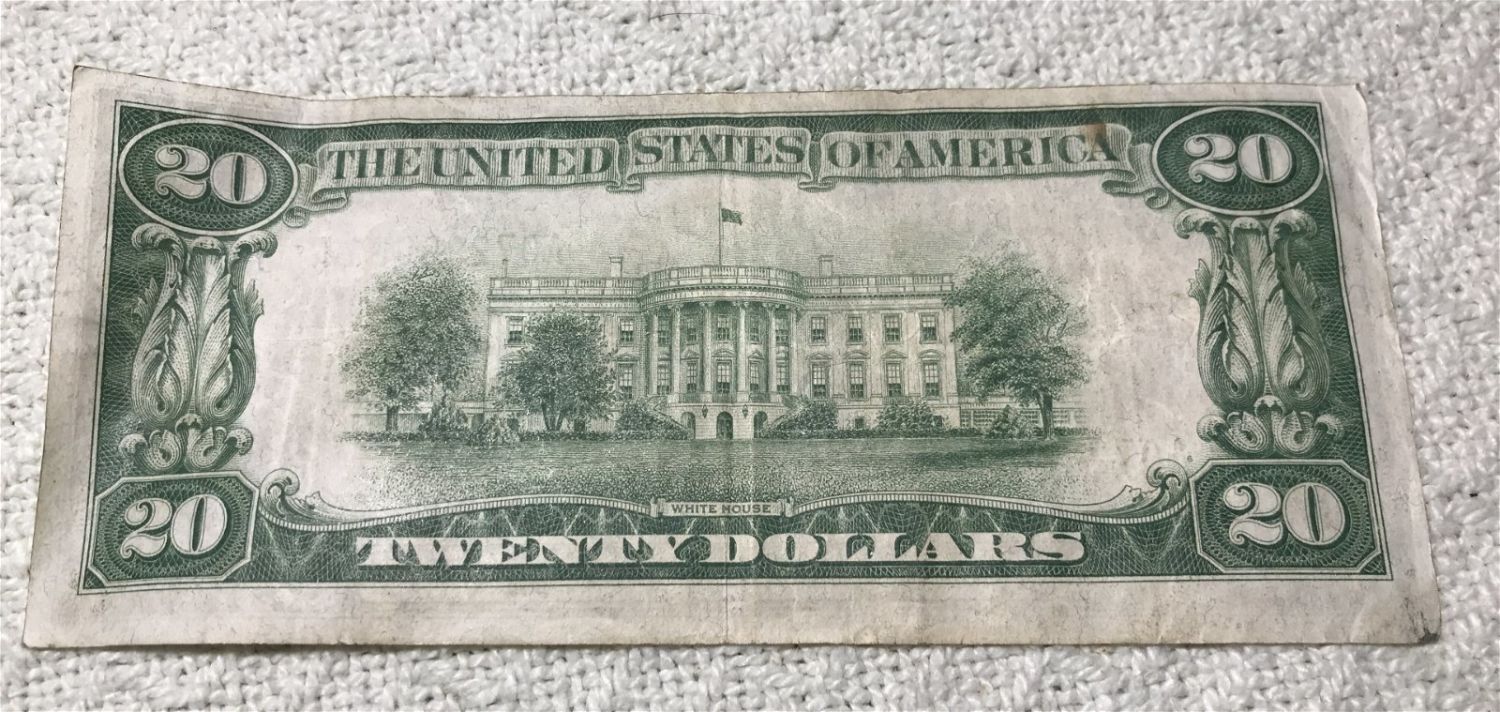 20 THE UNITED STATES OF AMERICA 20
WHITE HOUSE
20 TWENTY DOLLARS 20